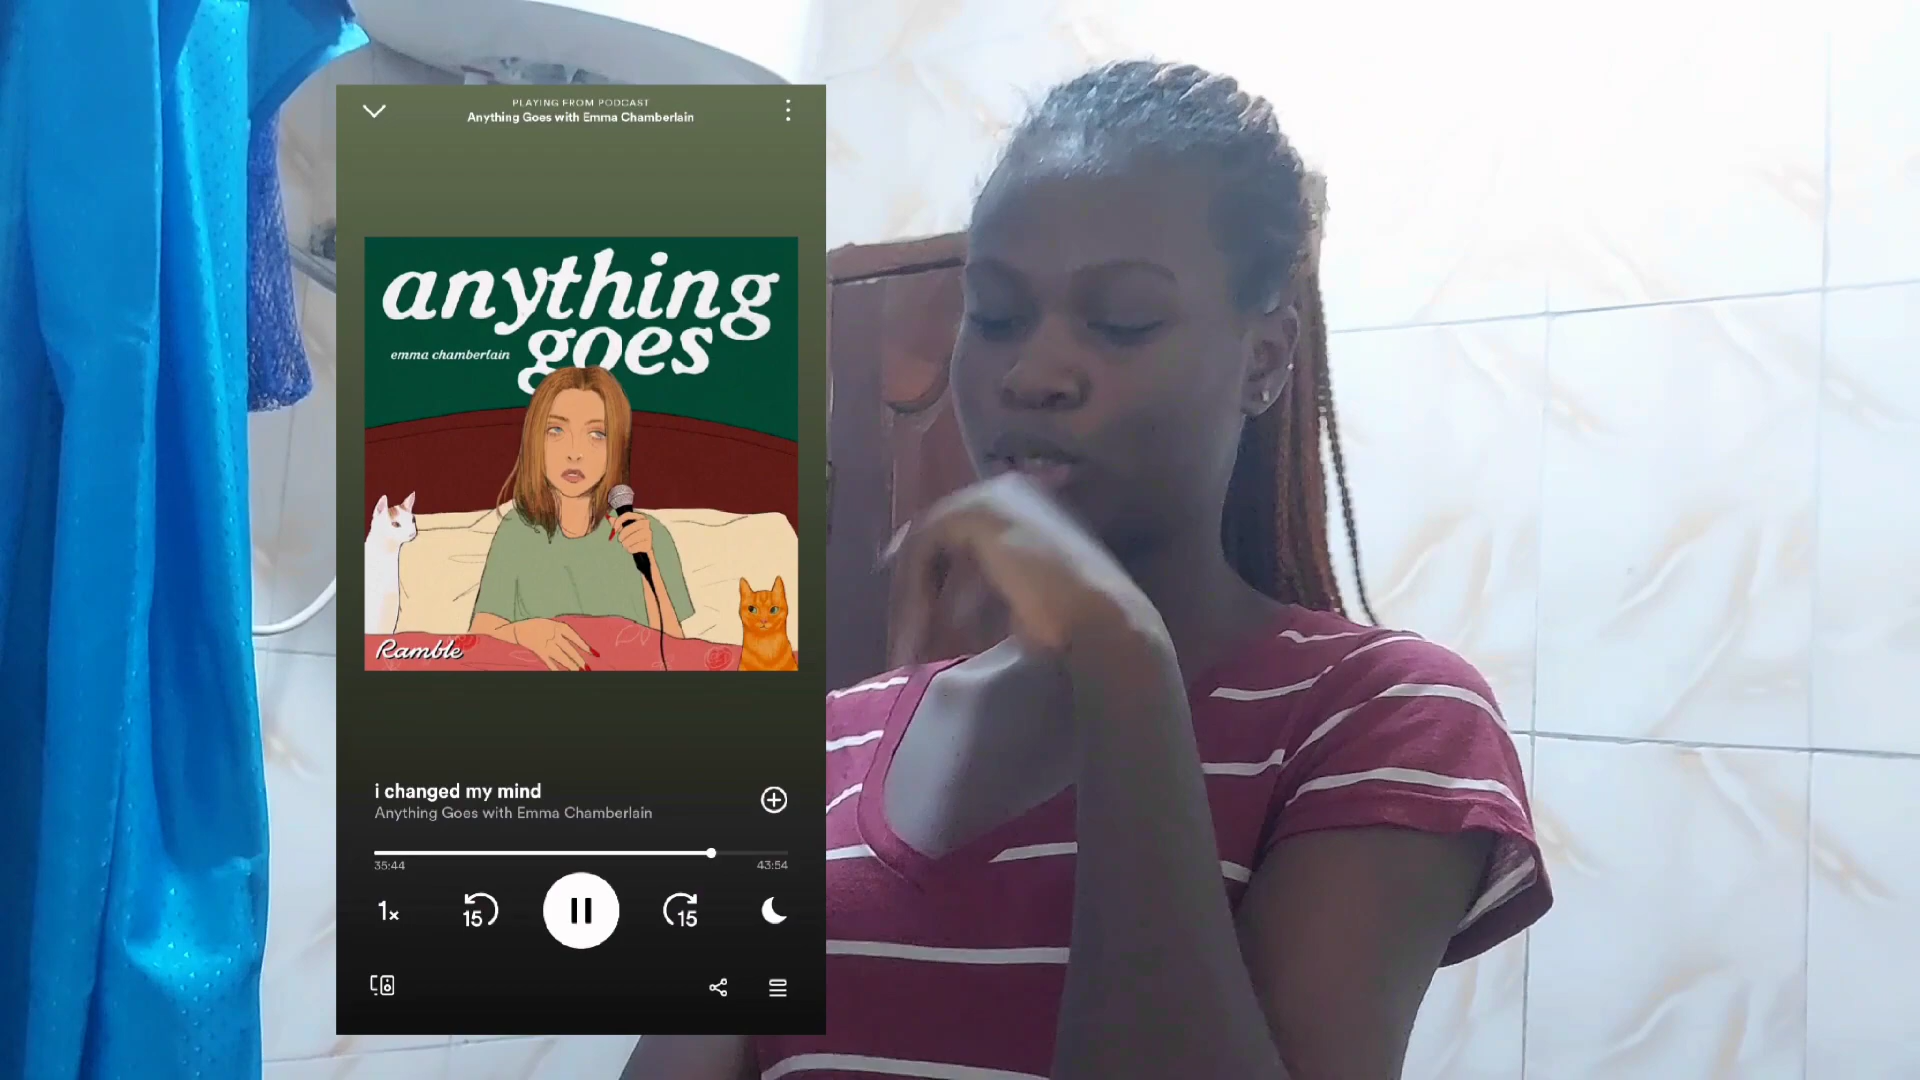 PLAYING FROM PODCAST
Anything Goes with Emma Chamberlain
anything
goes
emma chamberlain
Ramble
i changed my mind
Anything Goes with Emma Chamberlain
35:44
43:54
1x
15
15